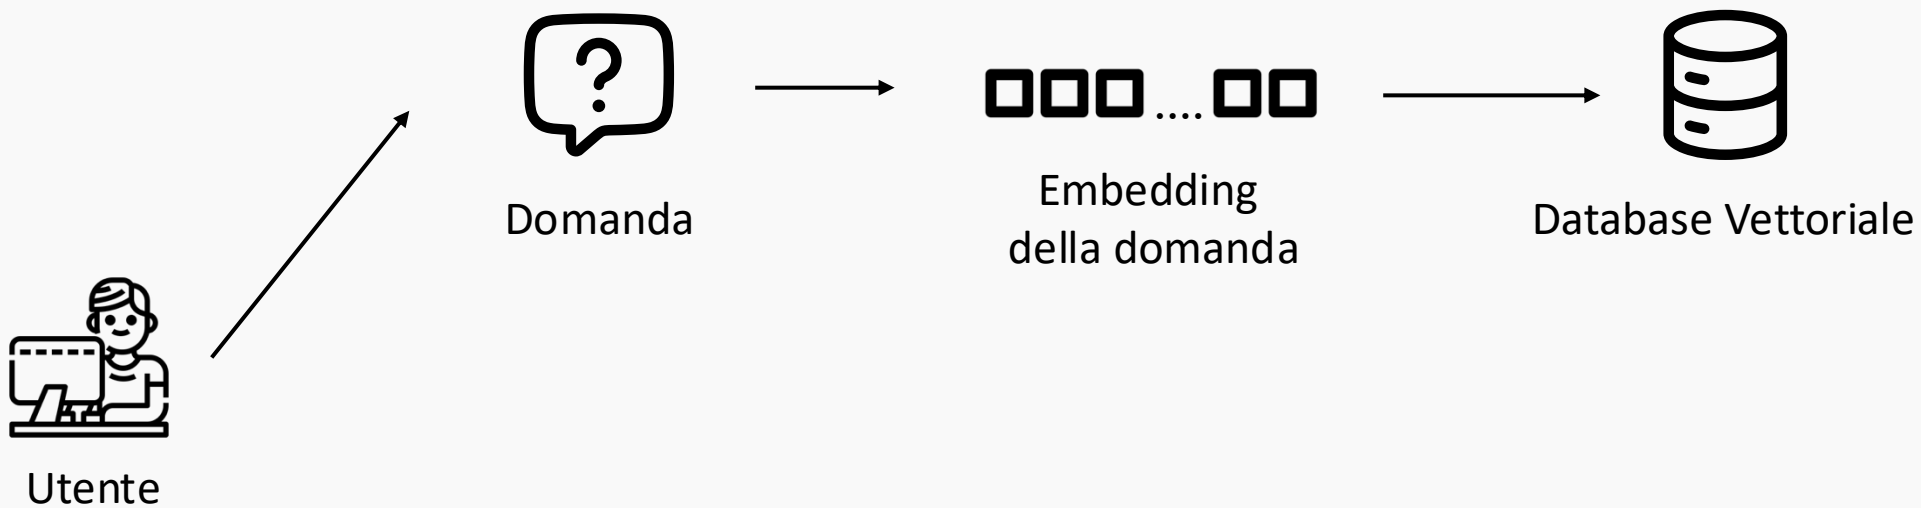 ?
Domanda
....
Embedding
della domanda
Database Vettoriale
Utente